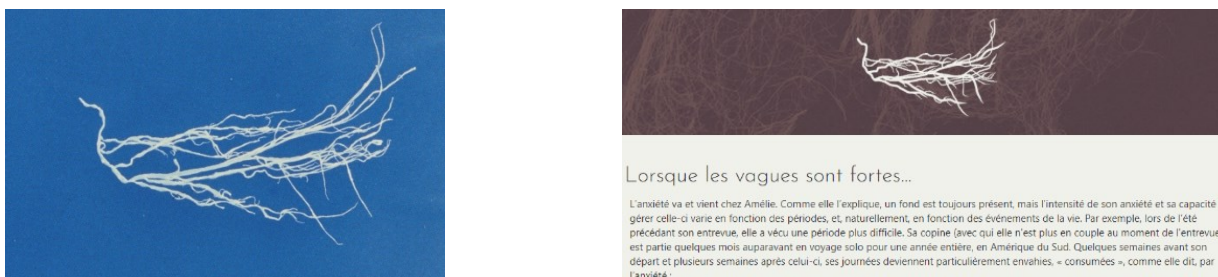 Lorsque les vagues sont fortes...
L'anxiété va et vient chez Amélie. Comme elle l'explique, un fond est toujours présent, mais l'intensité de son anxiété et sa capacité
gérer celle-ci varie en fonction des périodes, et, naturellement, en fonction des événements de la vie. Par exemple, lors de l'été
précédant son entrevue, elle a vécu une période plus difficile. Sa copine (avec qui elle n'est plus en couple au moment de l'entrevue
est partie quelques mois auparavant en voyage solo pour une année entière, en Amérique du Sud. Quelques semaines avant son
départ et plusieurs semaines après celui-ci, ses journées deviennent particulièrement envahies, « consumées », comme elle dit, par
l'anxiété :